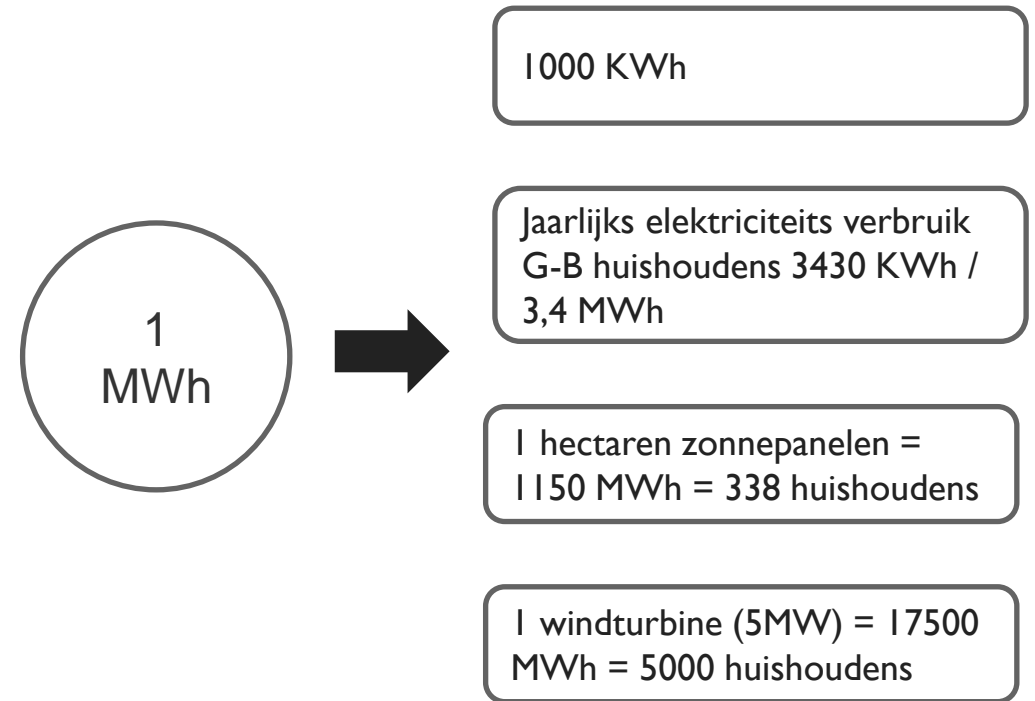 1
MWh
1000 KWh
Jaarlijks elektriciteits verbruik
G-B huishoudens 3430 KWh /
3,4 MWh
1 hectaren zonnepanelen =
1150 MWh = 338 huishoudens
1 windturbine (5MW) = 17500
MWh = 5000 huishoudens